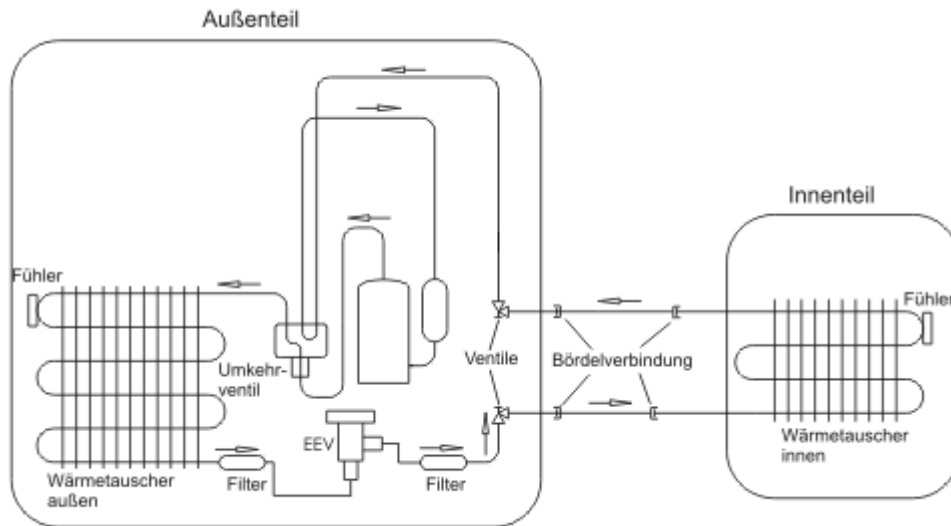 Außenteil
Innenteil
Fühler
Fühler
Umkehr-
ventil
Ventile
Bördelverbindung
EEV
Wärmetauscher
außen
Filter
Filter
Wärmetauscher
innen